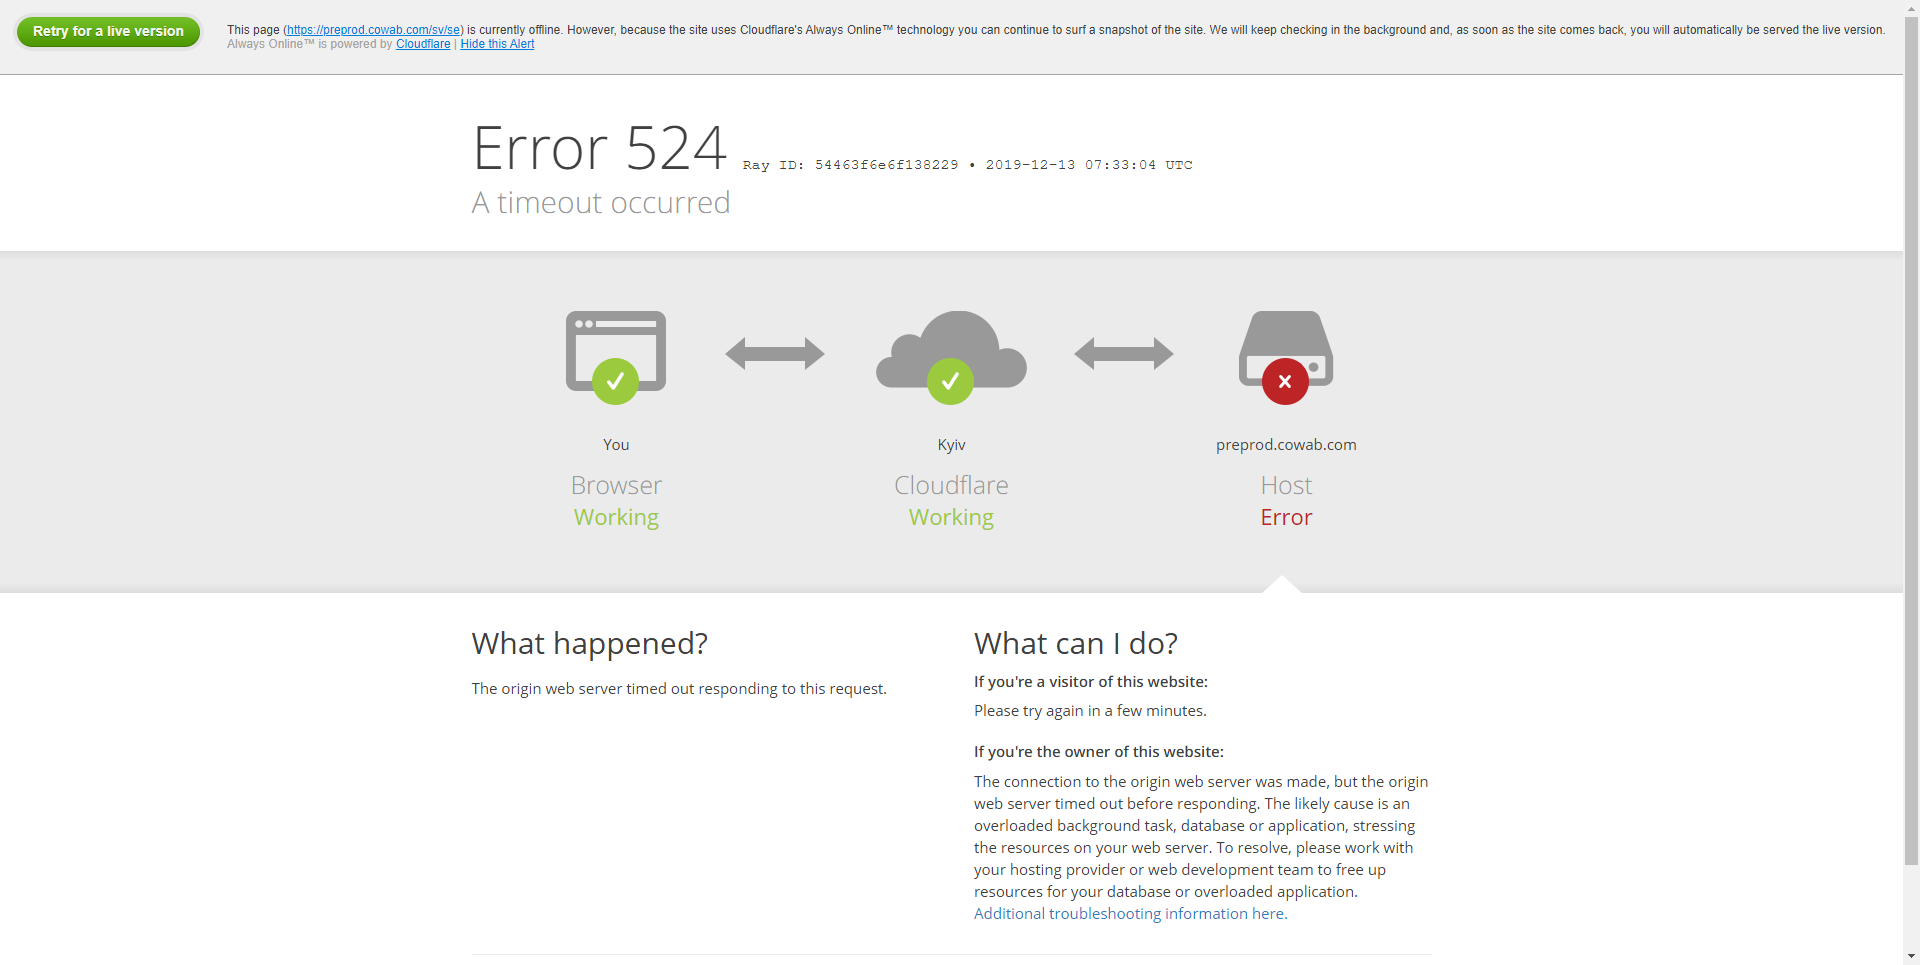 Retry for a live version
This page (https://preprod.cowab.com/sv/se) is currently offline. However, because the site uses Cloudflare's Always Online™ technology you can continue to surf a snapshot of the site. We will keep checking in the background and, as soon as the site comes back, you will automatically be served the live version.
Always Online™ is powered by Cloudflare | Hide this Alert
Error 524 Ray ID: 54463f6e6f138229 • 2019-12-13 07:33:04 UTC
A timeout occurred
You
Browser
Working
Kyiv
Cloudflare
Working
preprod.cowab.com
Host
Error
What happened?
The origin web server timed out responding to this request.
What can I do?
If you're a visitor of this website:
Please try again in a few minutes.
If you're the owner of this website:
The connection to the origin web server was made, but the origin
web server timed out before responding. The likely cause is an
overloaded background task, database or application, stressing
the resources on your web server. To resolve, please work with
your hosting provider or web development team to free up
resources for your database or overloaded application.
Additional troubleshooting information here.